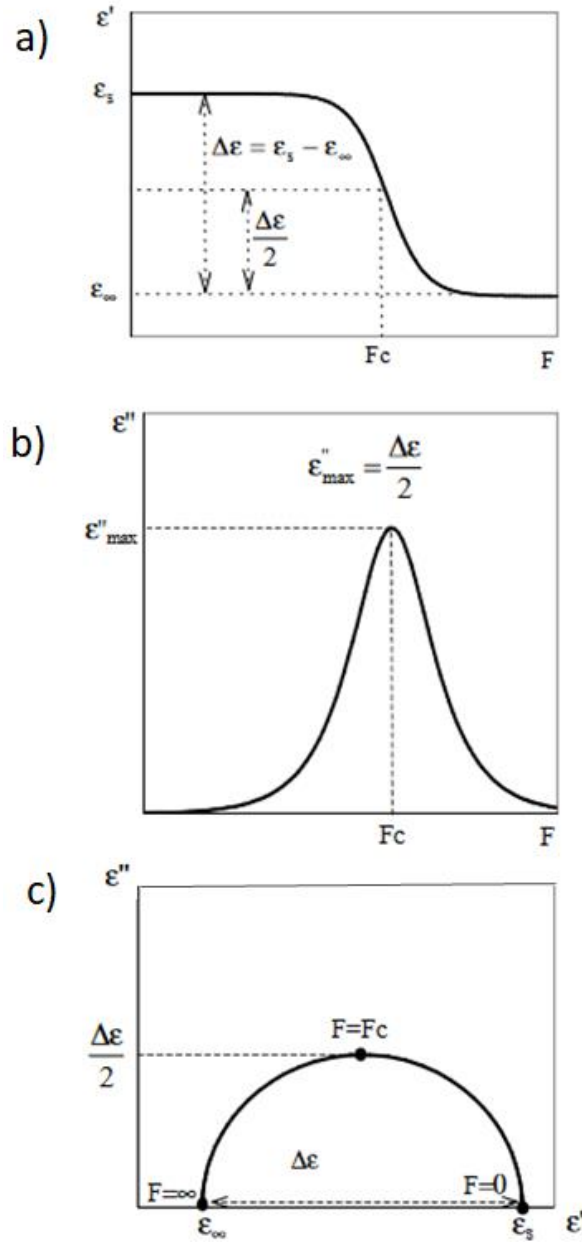 a)
ε'
εₛ
Δε = εₛ − ε∞
Δε
2
ε∞
Fc
F
b)
ε''
ε''max = Δε
2
ε''max
Fc
F
c)
ε''
F=Fc
Δε
2
Δε
F=∞
F=0
ε∞
εₛ
ε'